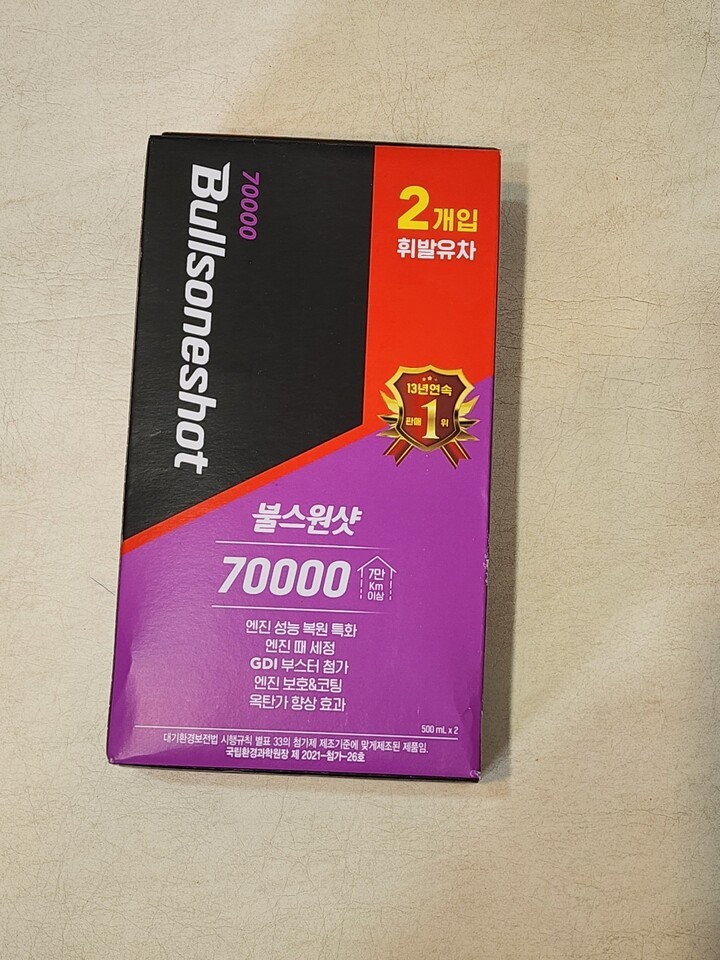 70000
Bullsoneshot
2개입
휘발유차
13년연속
판매 1 위
불스원샷
70000
7만
Km
이상
엔진 성능 복원 특화
엔진 때 세정
GDI 부스터 첨가
엔진 보호&코팅
옥탄가 향상 효과
500 mL x 2
대기환경보전법 시행규칙 별표 33의 첨가제 제조기준에 맞게제조된 제품임.
국립환경과학원장 제 2021-첨가-26호